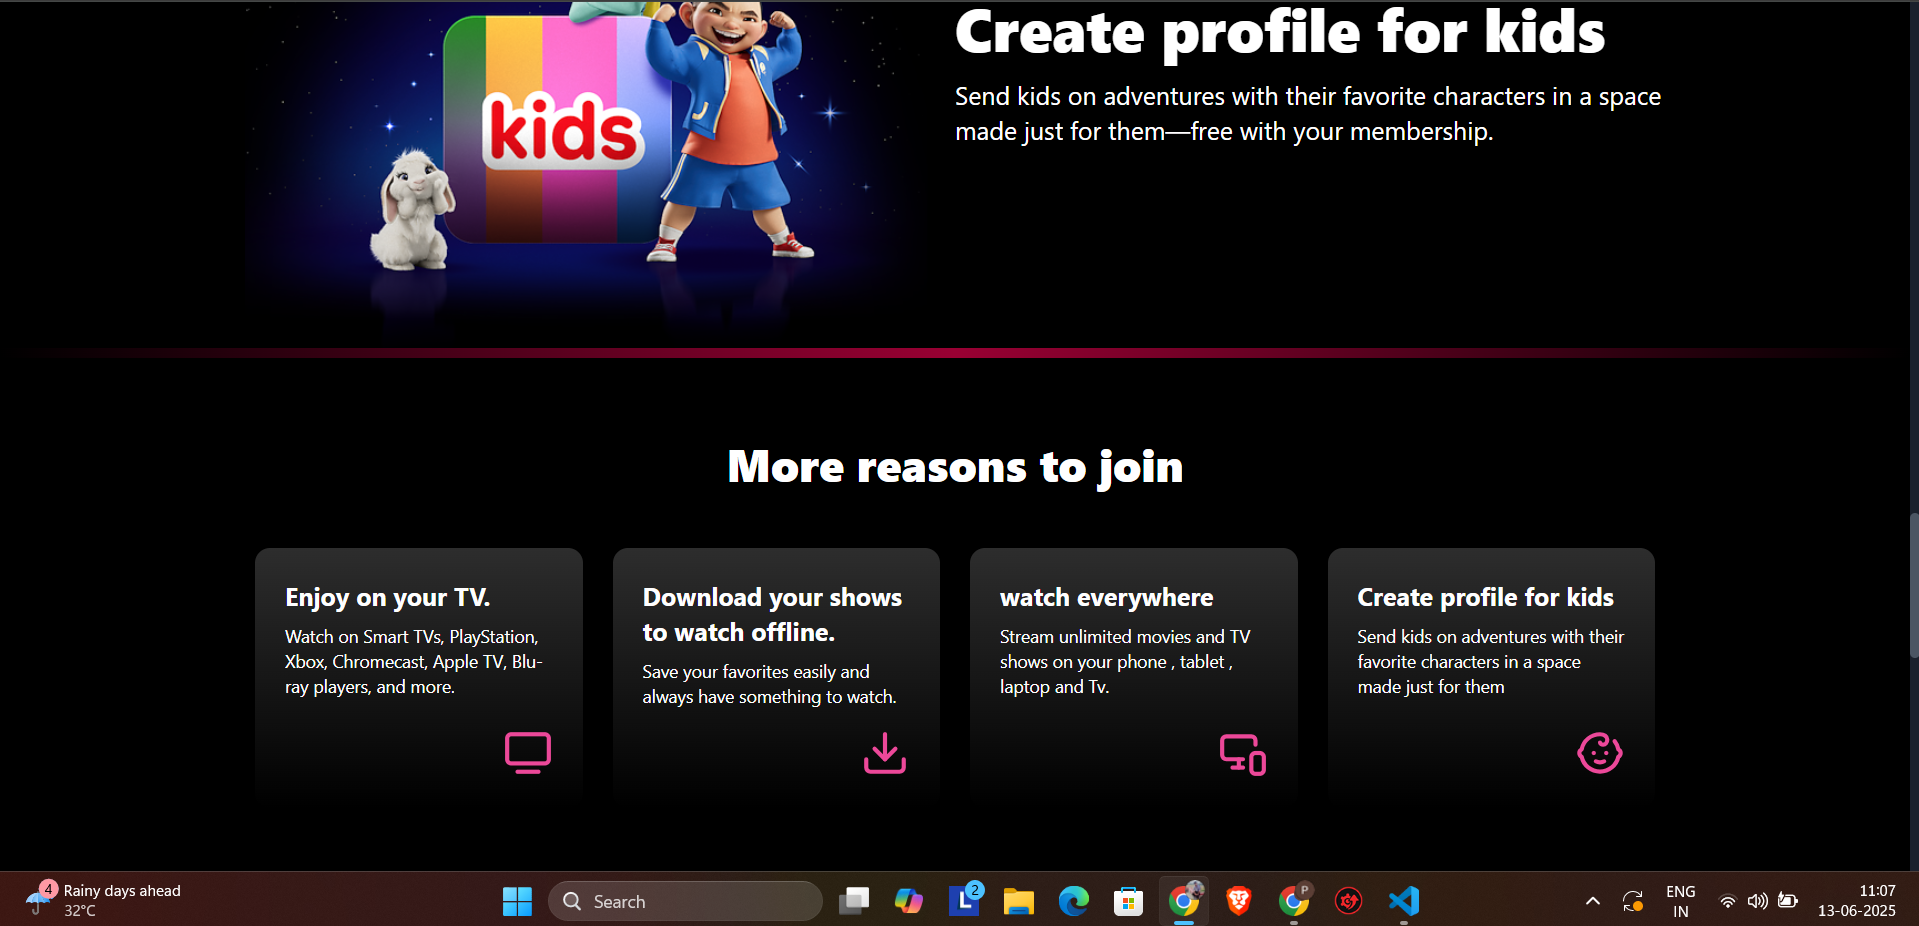 Create profile for kids
Send kids on adventures with their favorite characters in a space
made just for them—free with your membership.
kids
More reasons to join
Enjoy on your TV.
Watch on Smart TVs, PlayStation,
Xbox, Chromecast, Apple TV, Blu-
ray players, and more.
Download your shows
to watch offline.
Save your favorites easily and
always have something to watch.
watch everywhere
Stream unlimited movies and TV
shows on your phone , tablet ,
laptop and Tv.
Create profile for kids
Send kids on adventures with their
favorite characters in a space
made just for them
4
Rainy days ahead
32°C
Search
L
2
P
ENG
IN
11:07
13-06-2025